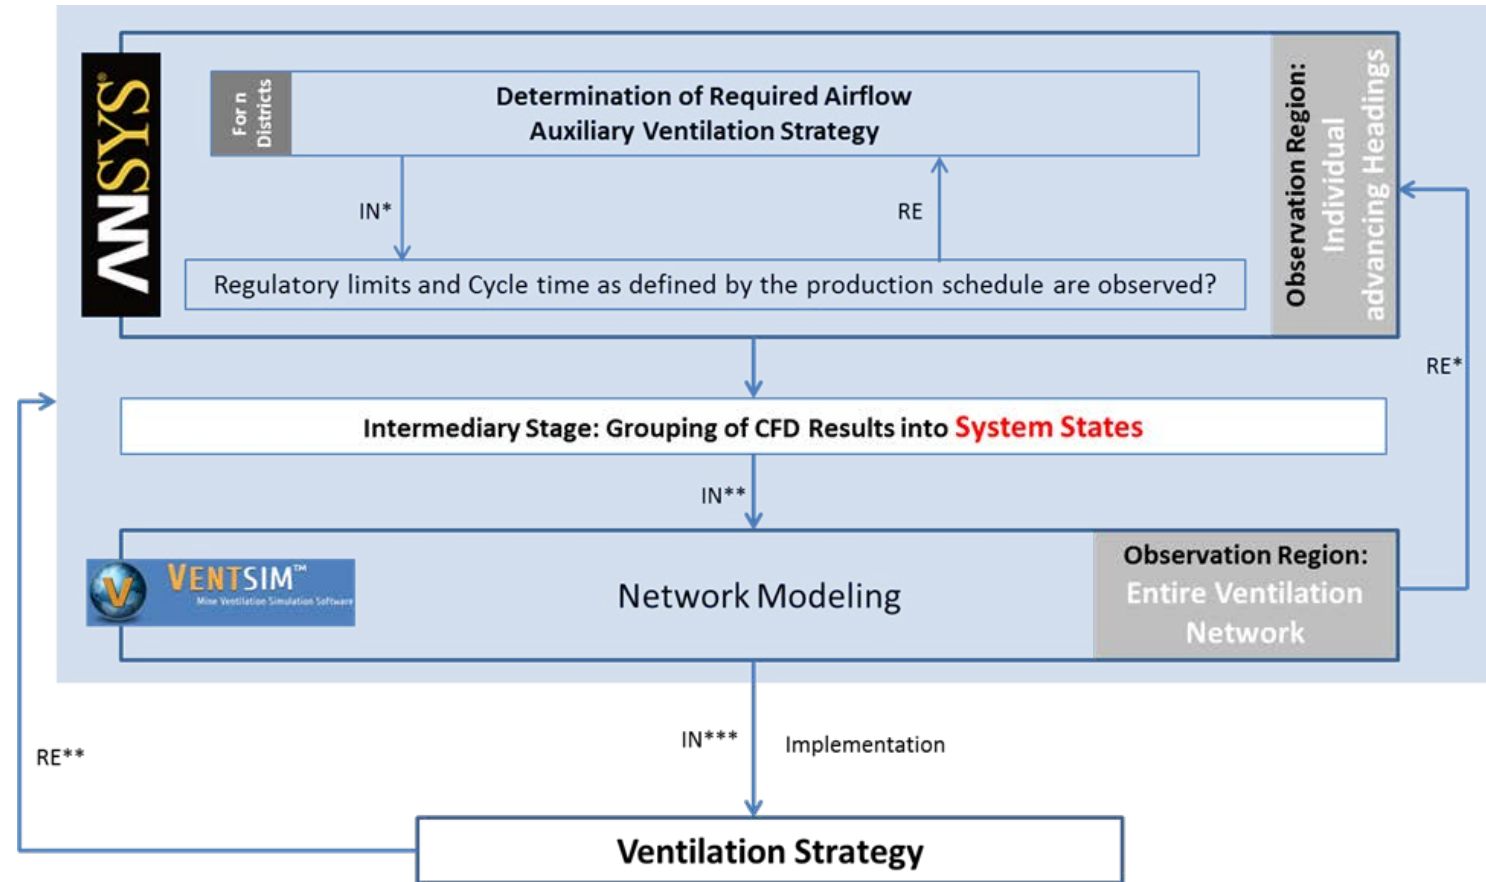 ANSYS®
For n
Districts
Determination of Required Airflow
Auxiliary Ventilation Strategy
Observation Region:
Individual
advancing Headings
IN*
RE
Regulatory limits and Cycle time as defined by the production schedule are observed?
RE*
Intermediary Stage: Grouping of CFD Results into System States
IN**
V
VENTSIM™
Mine Ventilation Simulation Software
Network Modeling
Observation Region:
Entire Ventilation
Network
IN***
Implementation
RE**
Ventilation Strategy